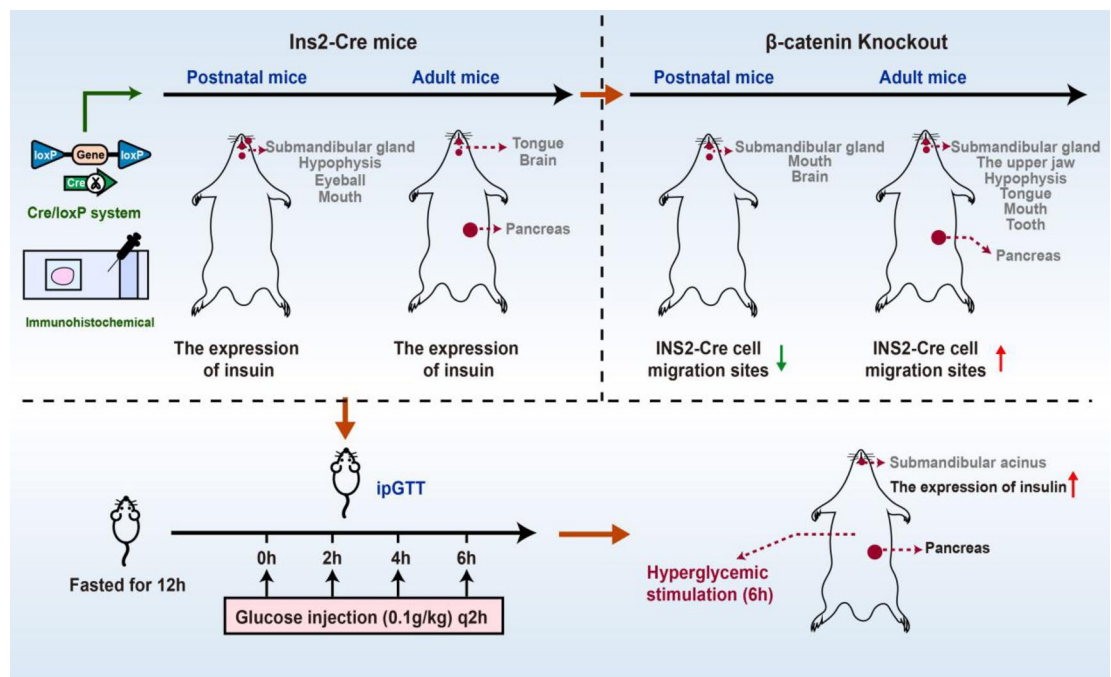 Ins2-Cre mice
β-catenin Knockout
Postnatal mice
Adult mice
Postnatal mice
Adult mice
loxP
Gene
loxP
Cre
Cre/loxP system
Immunohistochemical
Submandibular gland
Hypophysis
Eyeball
Mouth
Tongue
Brain
Pancreas
Submandibular gland
Mouth
Brain
Submandibular gland
The upper jaw
Hypophysis
Tongue
Mouth
Tooth
Pancreas
The expression
of insuin
The expression
of insuin
INS2-Cre cell
migration sites
INS2-Cre cell
migration sites
ipGTT
Fasted for 12h
0h
2h
4h
6h
Glucose injection (0.1g/kg) q2h
Submandibular acinus
The expression of insulin
Pancreas
Hyperglycemic
stimulation (6h)